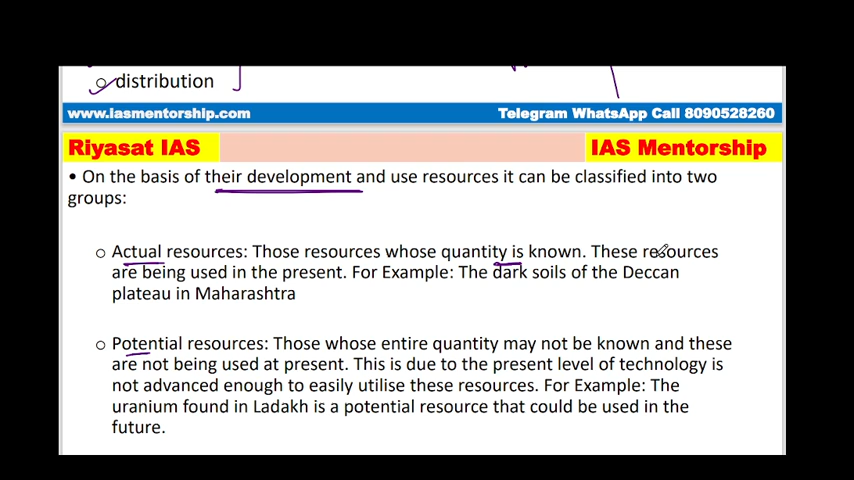 o distribution
www.iasmentorship.com Telegram WhatsApp Call 8090528260
Riyasat IAS IAS Mentorship
• On the basis of their development and use resources it can be classified into two
groups:
o Actual resources: Those resources whose quantity is known. These resources
are being used in the present. For Example: The dark soils of the Deccan
plateau in Maharashtra
o Potential resources: Those whose entire quantity may not be known and these
are not being used at present. This is due to the present level of technology is
not advanced enough to easily utilise these resources. For Example: The
uranium found in Ladakh is a potential resource that could be used in the
future.